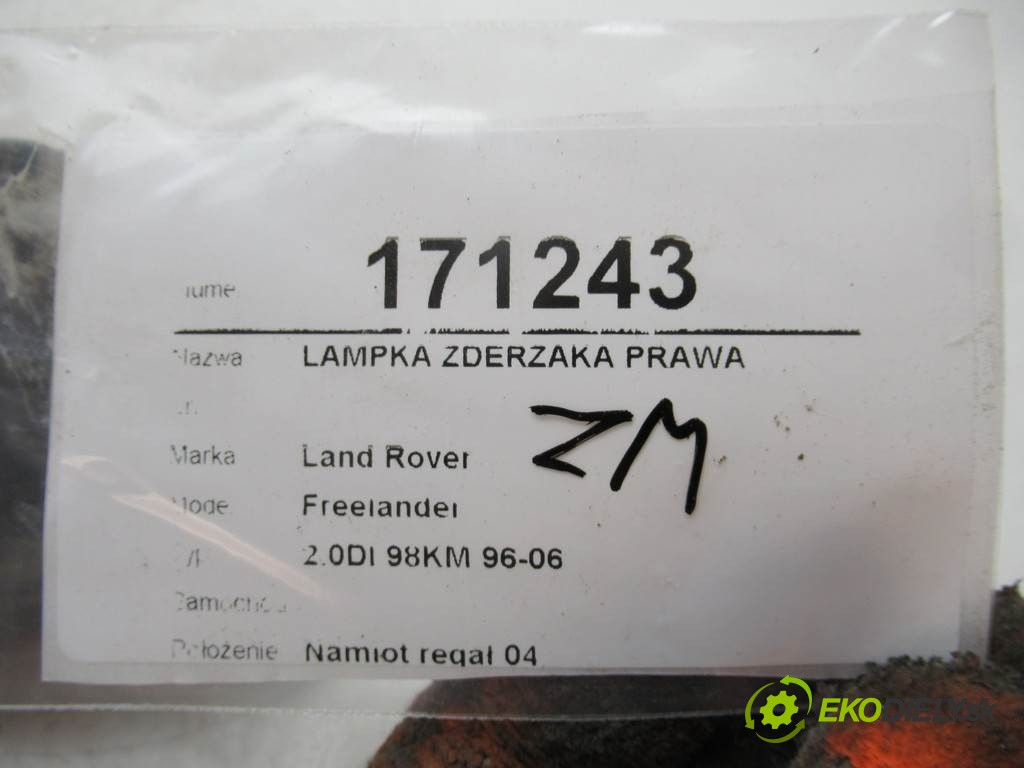 171243
Nazwa LAMPKA ZDERZAKA PRAWA
ZM
Marka Land Rover
Freelander
2.0DI 98KM 96-06
Położenie Namiot regał 04